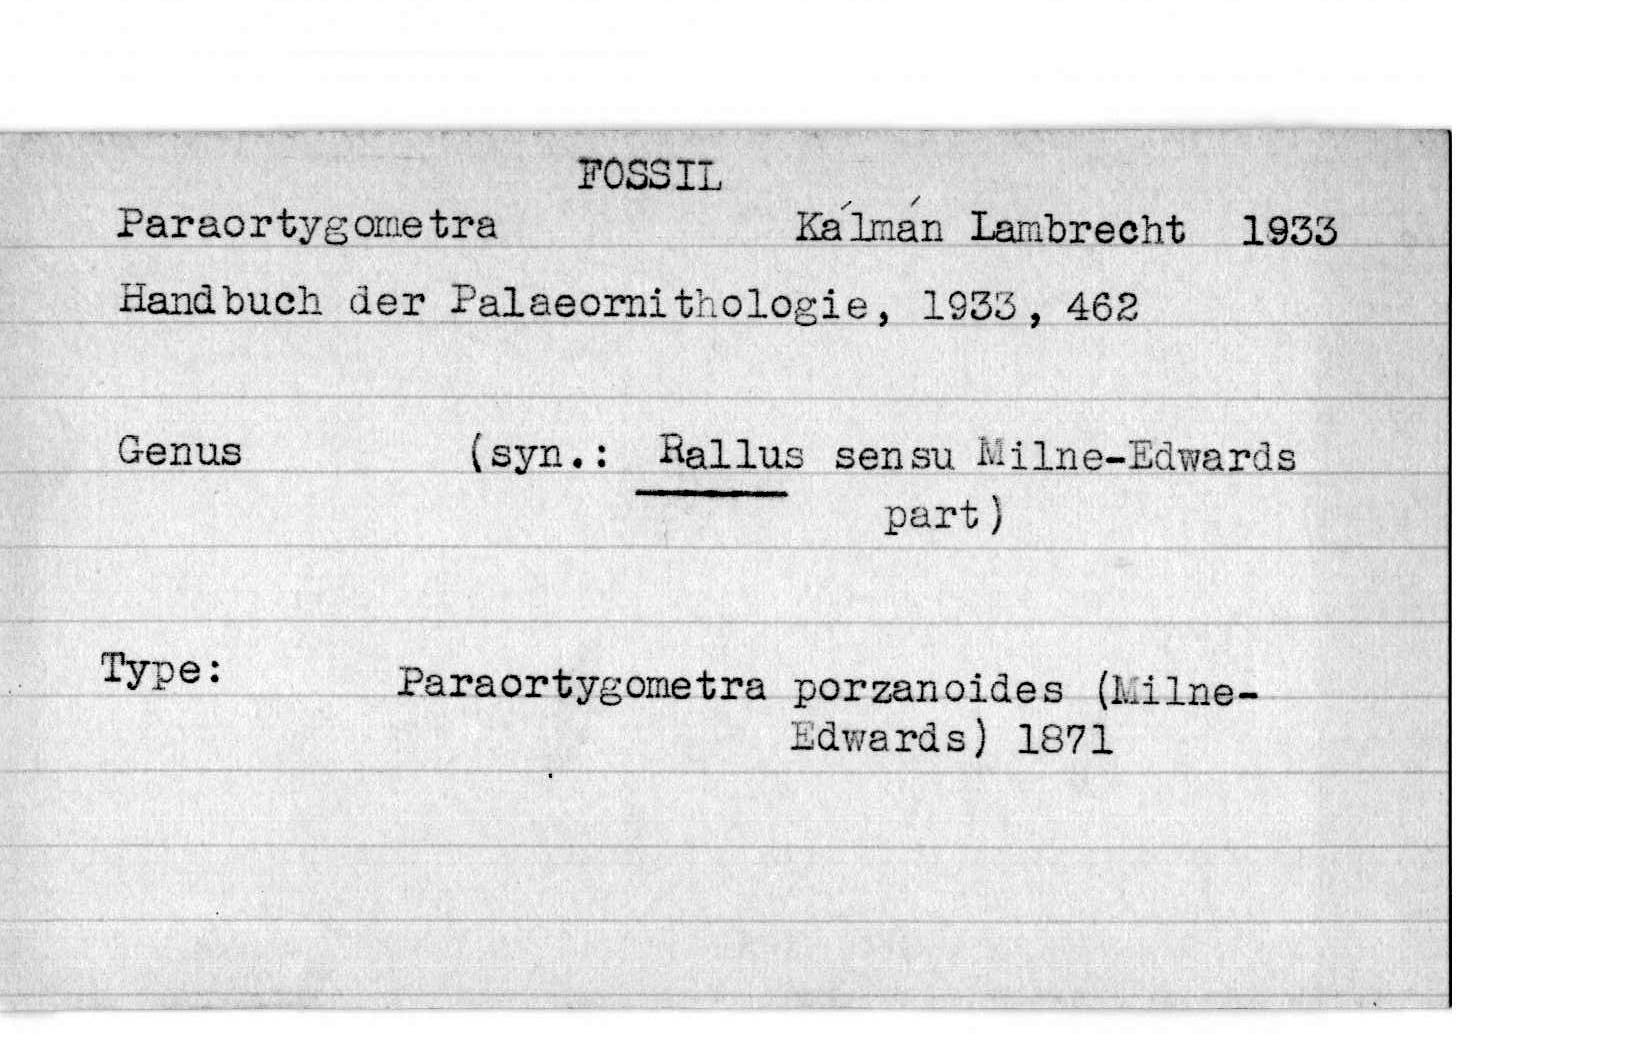 FOSSIL
Paraortygometra Kálmán Lambrecht 1933
Handbuch der Palaeornithologie, 1933, 462
Genus (syn.: Rallus sensu Milne-Edwards
part)
Type: Paraortygometra porzanoides (Milne-
Edwards) 1871